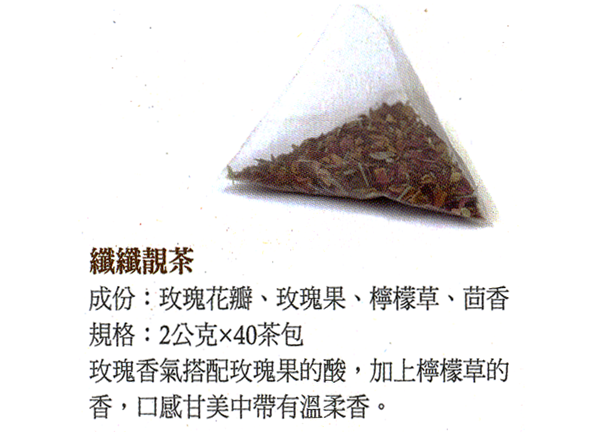 纖纖靚茶
成份：玫瑰花瓣、玫瑰果、檸檬草、茴香
規格：2公克×40茶包
玫瑰香氣搭配玫瑰果的酸，加上檸檬草的
香，口感甘美中帶有溫柔香。